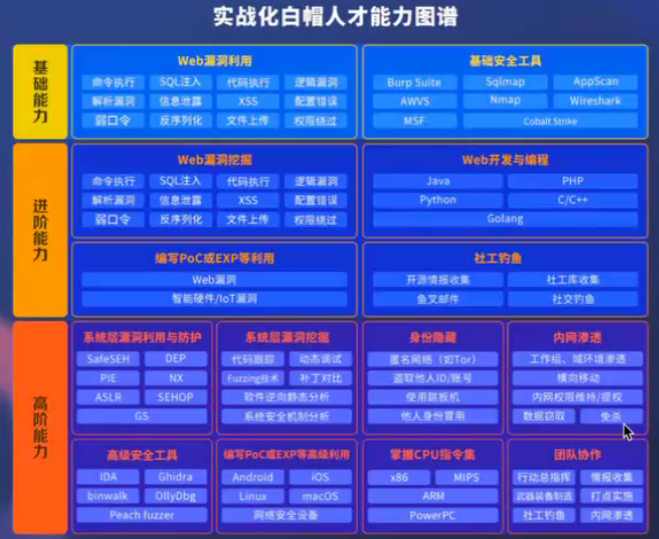 实战化白帽人才能力图谱
基础能力
Web漏洞利用
命令执行 SQL注入 代码执行 逻辑漏洞
解析漏洞 信息泄露 XSS 配置错误
弱口令 反序列化 文件上传 权限绕过
基础安全工具
Burp Suite Sqlmap AppScan
AWVS Nmap Wireshark
MSF Cobalt Strike
进阶能力
Web漏洞挖掘
命令执行 SQL注入 代码执行 逻辑漏洞
解析漏洞 信息泄露 XSS 配置错误
弱口令 反序列化 文件上传 权限绕过
Web开发与编程
Java PHP
Python C/C++
Golang
编写PoC或EXP等利用
Web漏洞
智能硬件/IoT漏洞
社工钓鱼
开源情报收集 社工库收集
鱼叉邮件 社交钓鱼
高阶能力
系统层漏洞利用与防护
SafeSEH DEP
PIE NX
ASLR SEHOP
GS
系统层漏洞挖掘
代码跟踪 动态调试
Fuzzing技术 补丁对比
软件逆向静态分析
系统安全机制分析
身份隐藏
匿名网络（如Tor）
盗取他人ID/账号
使用跳板机
他人身份冒用
内网渗透
工作组、域环境渗透
横向移动
内网权限维持/提权
数据窃取 免杀
高级安全工具
IDA Ghidra
binwalk OllyDbg
Peach fuzzer
编写PoC或EXP等高级利用
Android iOS
Linux macOS
网络安全设备
掌握CPU指令集
x86 MIPS
ARM
PowerPC
团队协作
行动总指挥 情报收集
武器装备制造 打点实施
社工钓鱼 内网渗透